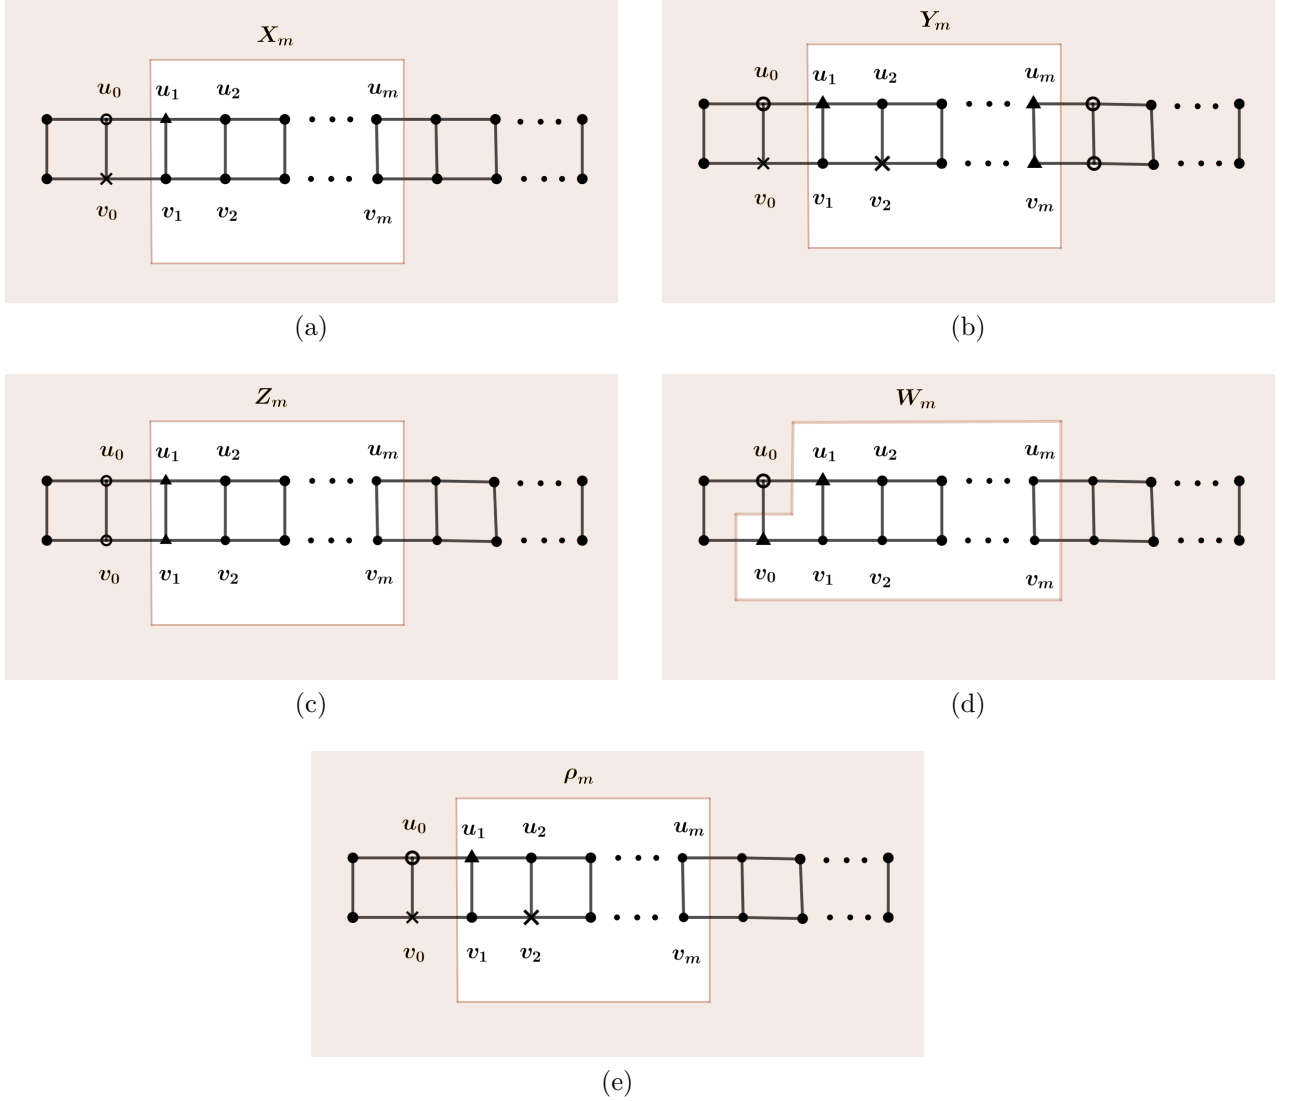 X_m
u_0 u_1 u_2 u_m
v_0 v_1 v_2 v_m
(a)
Y_m
u_0 u_1 u_2 u_m
v_0 v_1 v_2 v_m
(b)
Z_m
u_0 u_1 u_2 u_m
v_0 v_1 v_2 v_m
(c)
W_m
u_0 u_1 u_2 u_m
v_0 v_1 v_2 v_m
(d)
ρ_m
u_0 u_1 u_2 u_m
v_0 v_1 v_2 v_m
(e)